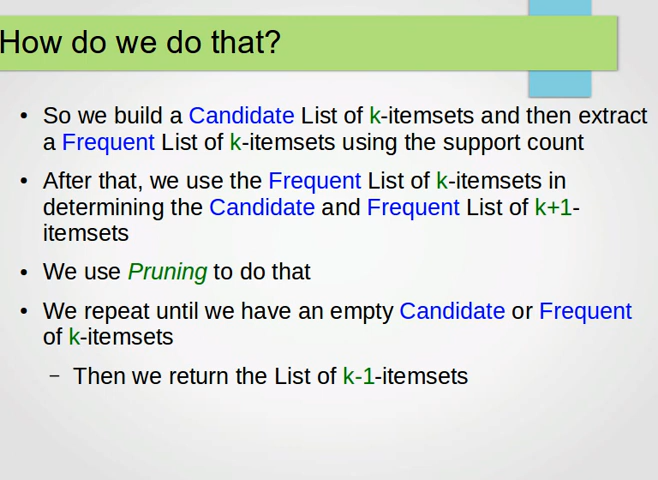 How do we do that?
• So we build a Candidate List of k-itemsets and then extract
a Frequent List of k-itemsets using the support count
• After that, we use the Frequent List of k-itemsets in
determining the Candidate and Frequent List of k+1-
itemsets
• We use Pruning to do that
• We repeat until we have an empty Candidate or Frequent
of k-itemsets
– Then we return the List of k-1-itemsets